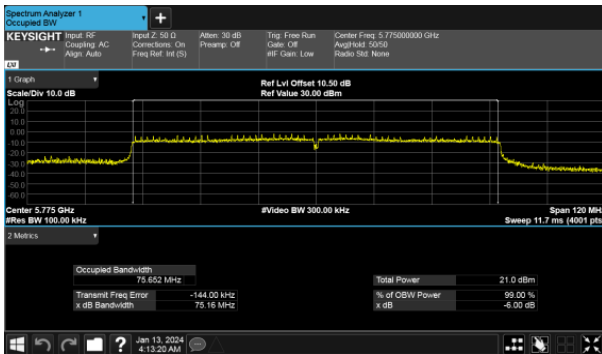 Spectrum Analyzer 1
Occupied BW
+
KEYSIGHT Input: RF Input Z: 50 Ω Atten: 30 dB Trig: Free Run Center Freq: 5.775000000 GHz
Coupling: AC Corrections: On Preamp: Off Gate: Off Avg|Hold: 50/50
Align: Auto Freq Ref: Int (S) #IF Gain: Low Radio Std: None
LXI
1 Graph
Ref Lvl Offset 10.50 dB
Scale/Div 10.0 dB Ref Value 30.00 dBm
Log
20.0
10.0
0.00
-10.0
-20.0
-30.0
-40.0
-50.0
-60.0
Center 5.775 GHz #Video BW 300.00 kHz Span 120 MHz
#Res BW 100.00 kHz Sweep 11.7 ms (4001 pts)
2 Metrics
Occupied Bandwidth
75.652 MHz Total Power 21.0 dBm
Transmit Freq Error -144.00 kHz % of OBW Power 99.00 %
x dB Bandwidth 75.16 MHz x dB -6.00 dB
? Jan 13, 2024
4:13:20 AM